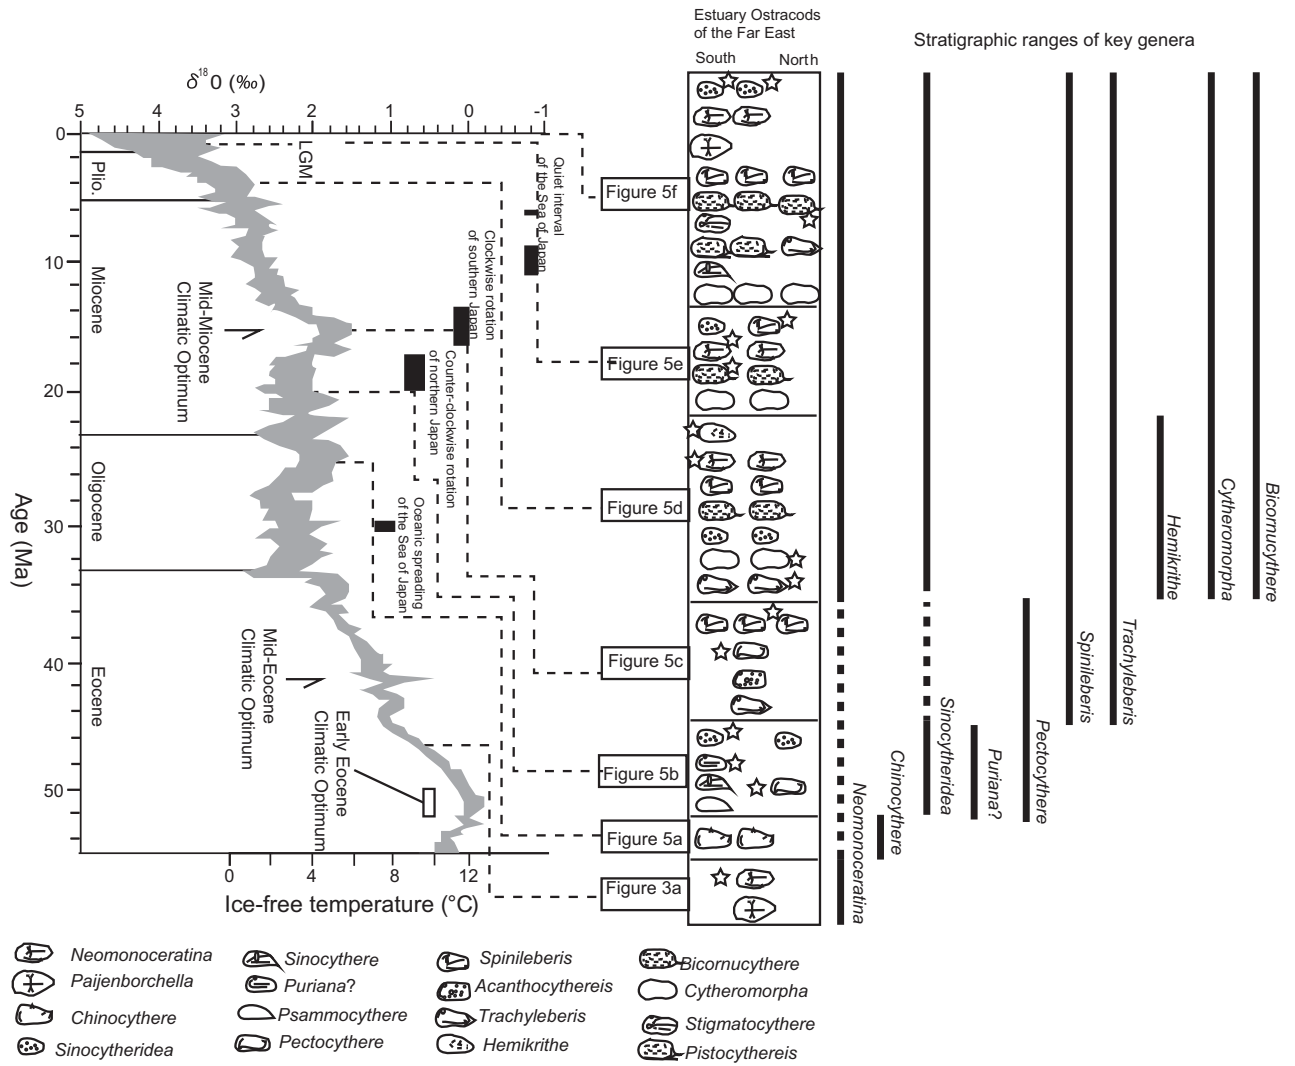 Estuary Ostracods
of the Far East
South North
Stratigraphic ranges of key genera
δ18O (‰)
5 4 3 2 1 0 -1
0
10
20
30
40
50
Age (Ma)
Plio.
Miocene
Oligocene
Eocene
LGM
Mid-Miocene
Climatic Optimum
Mid-Eocene
Climatic Optimum
Early Eocene
Climatic Optimum
Quiet interval
of the Sea of Japan
Clockwise rotation
of southern Japan
Counter-clockwise rotation
of northern Japan
Oceanic spreading
of the Sea of Japan
0 4 8 12
Ice-free temperature (°C)
Figure 5f
Figure 5e
Figure 5d
Figure 5c
Figure 5b
Figure 5a
Figure 3a
Neomonoceratina
Chinocythere
Sinocytheridea
Puriana?
Pectocythere
Spinileberis
Trachyleberis
Hemikrithe
Cytheromorpha
Bicornucythere
Neomonoceratina
Paijenborchella
Chinocythere
Sinocytheridea
Sinocythere
Puriana?
Psammocythere
Pectocythere
Spinileberis
Acanthocythereis
Trachyleberis
Hemikrithe
Bicornucythere
Cytheromorpha
Stigmatocythere
Pistocythereis